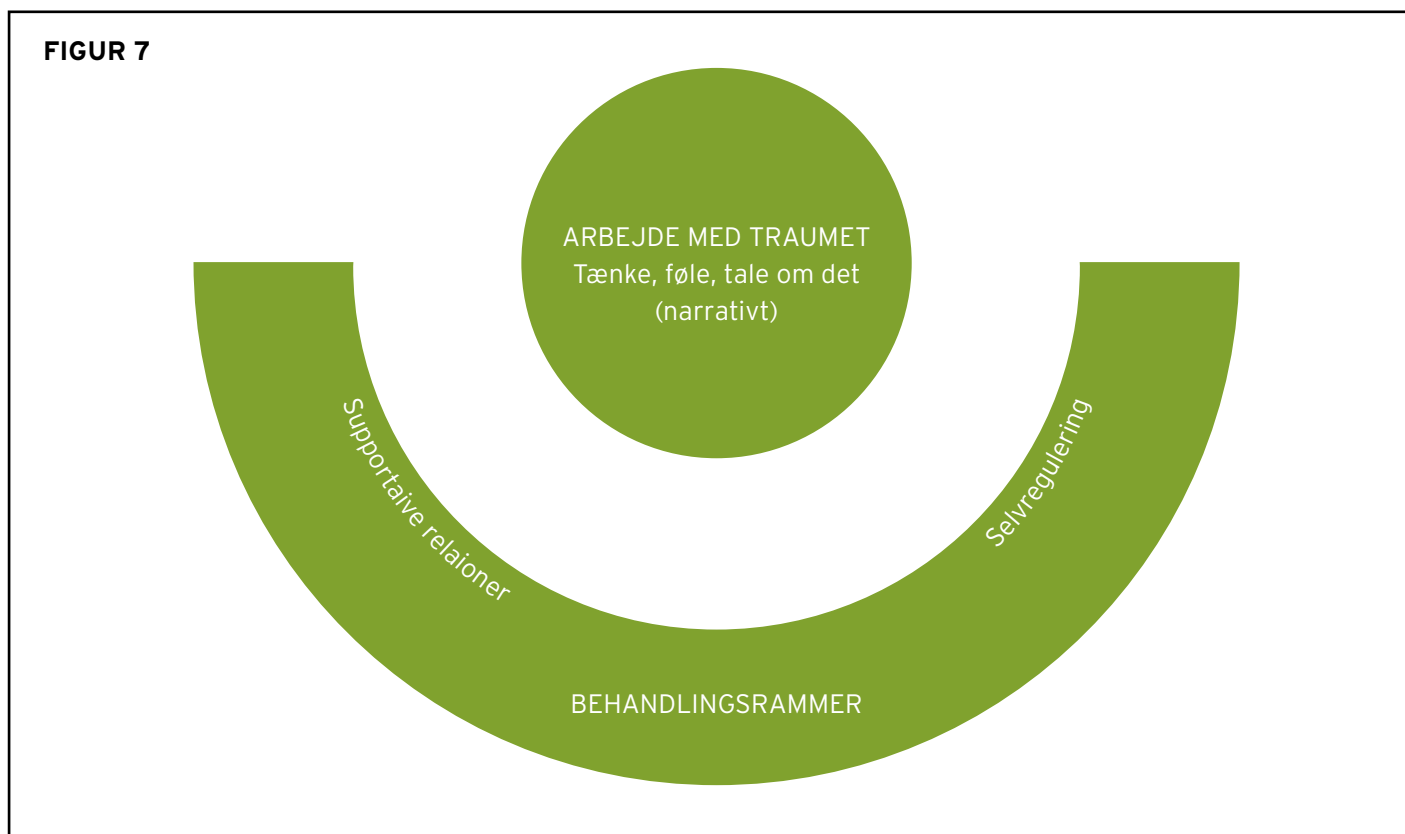 FIGUR 7
ARBEJDE MED TRAUMET
Tænke, føle, tale om det
(narrativt)
Supportaive relaioner
Selvregulering
BEHANDLINGSRAMMER